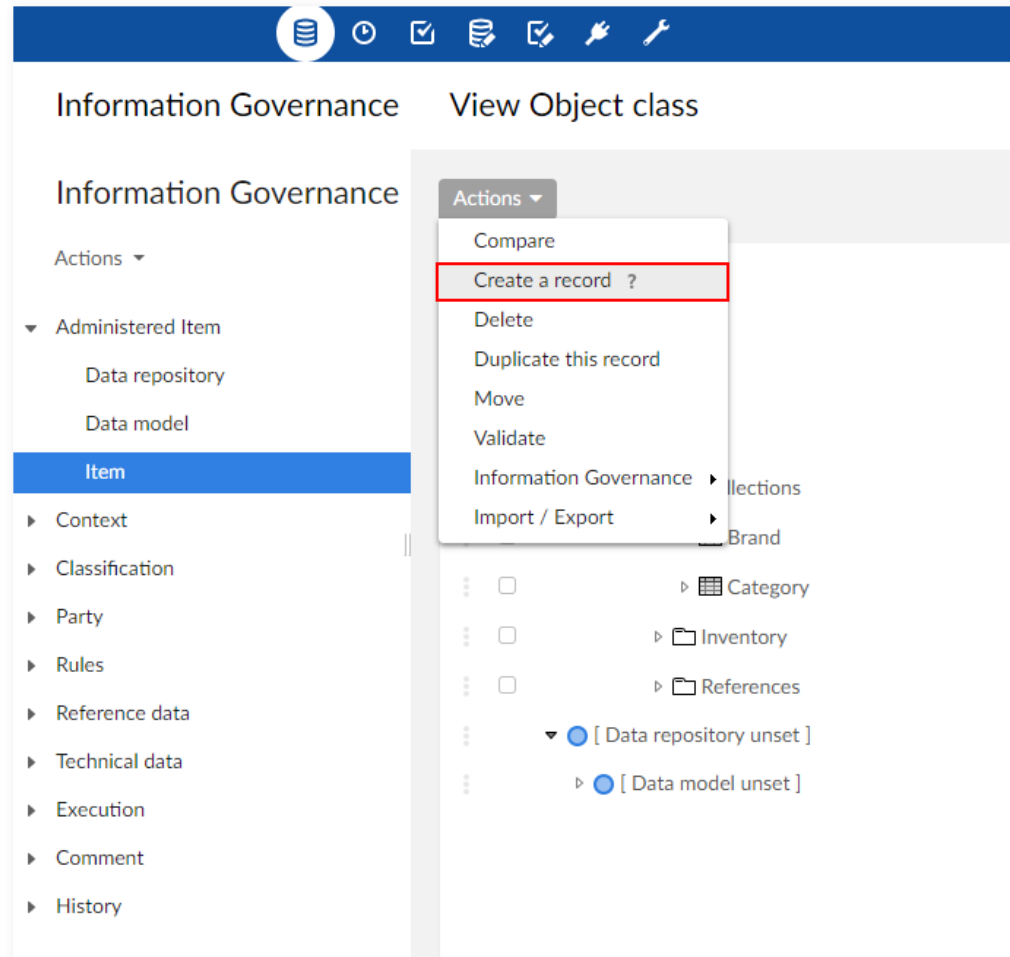 Information Governance
View Object class
Information Governance
Actions
Administered Item
Data repository
Data model
Item
Context
Classification
Party
Rules
Reference data
Technical data
Execution
Comment
History
Actions
Compare
Create a record ?
Delete
Duplicate this record
Move
Validate
Information Governance
Import / Export
llections
Brand
Category
Inventory
References
[ Data repository unset ]
[ Data model unset ]